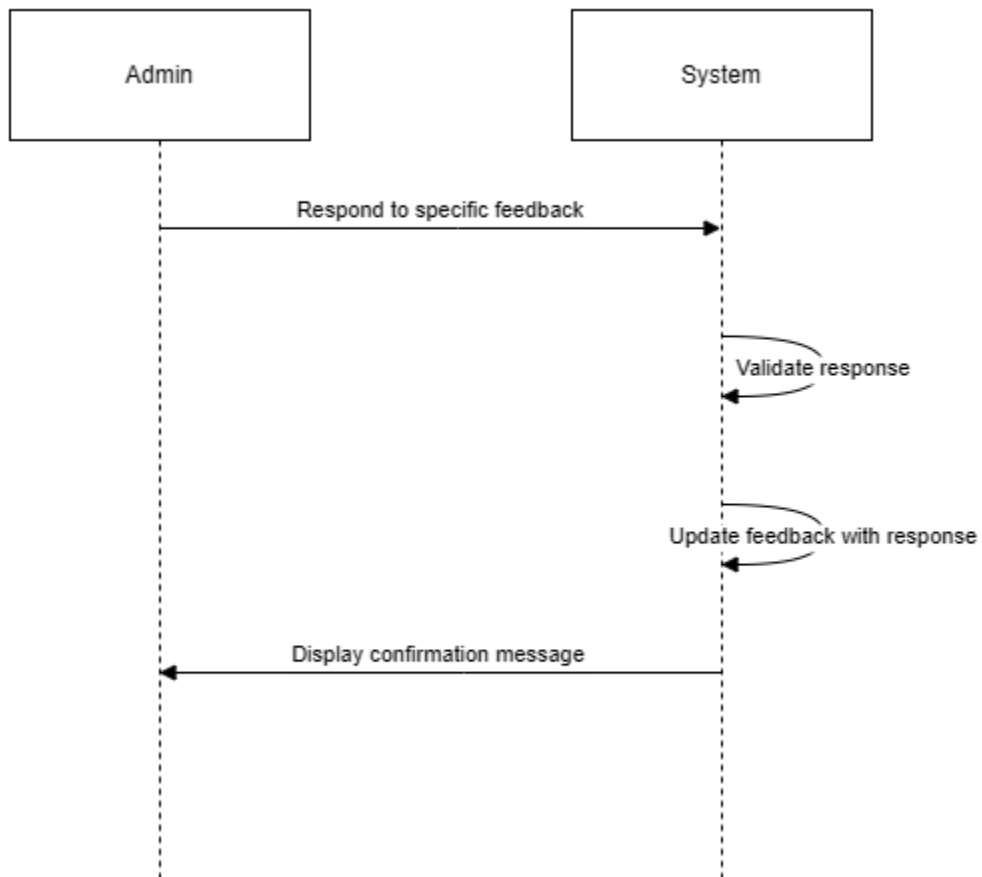 Admin
System
Respond to specific feedback
Validate response
Update feedback with response
Display confirmation message